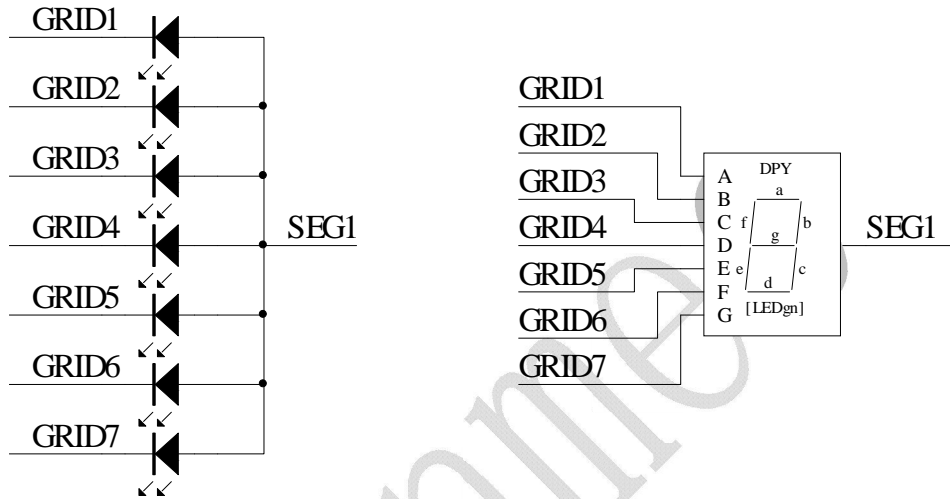 GRID1
GRID2
GRID3
GRID4
GRID5
GRID6
GRID7
SEG1
GRID1
GRID2
GRID3
GRID4
GRID5
GRID6
GRID7
A
B
C
D
E
F
G
DPY
a
f
b
g
e
c
d
[LEDgn]
SEG1